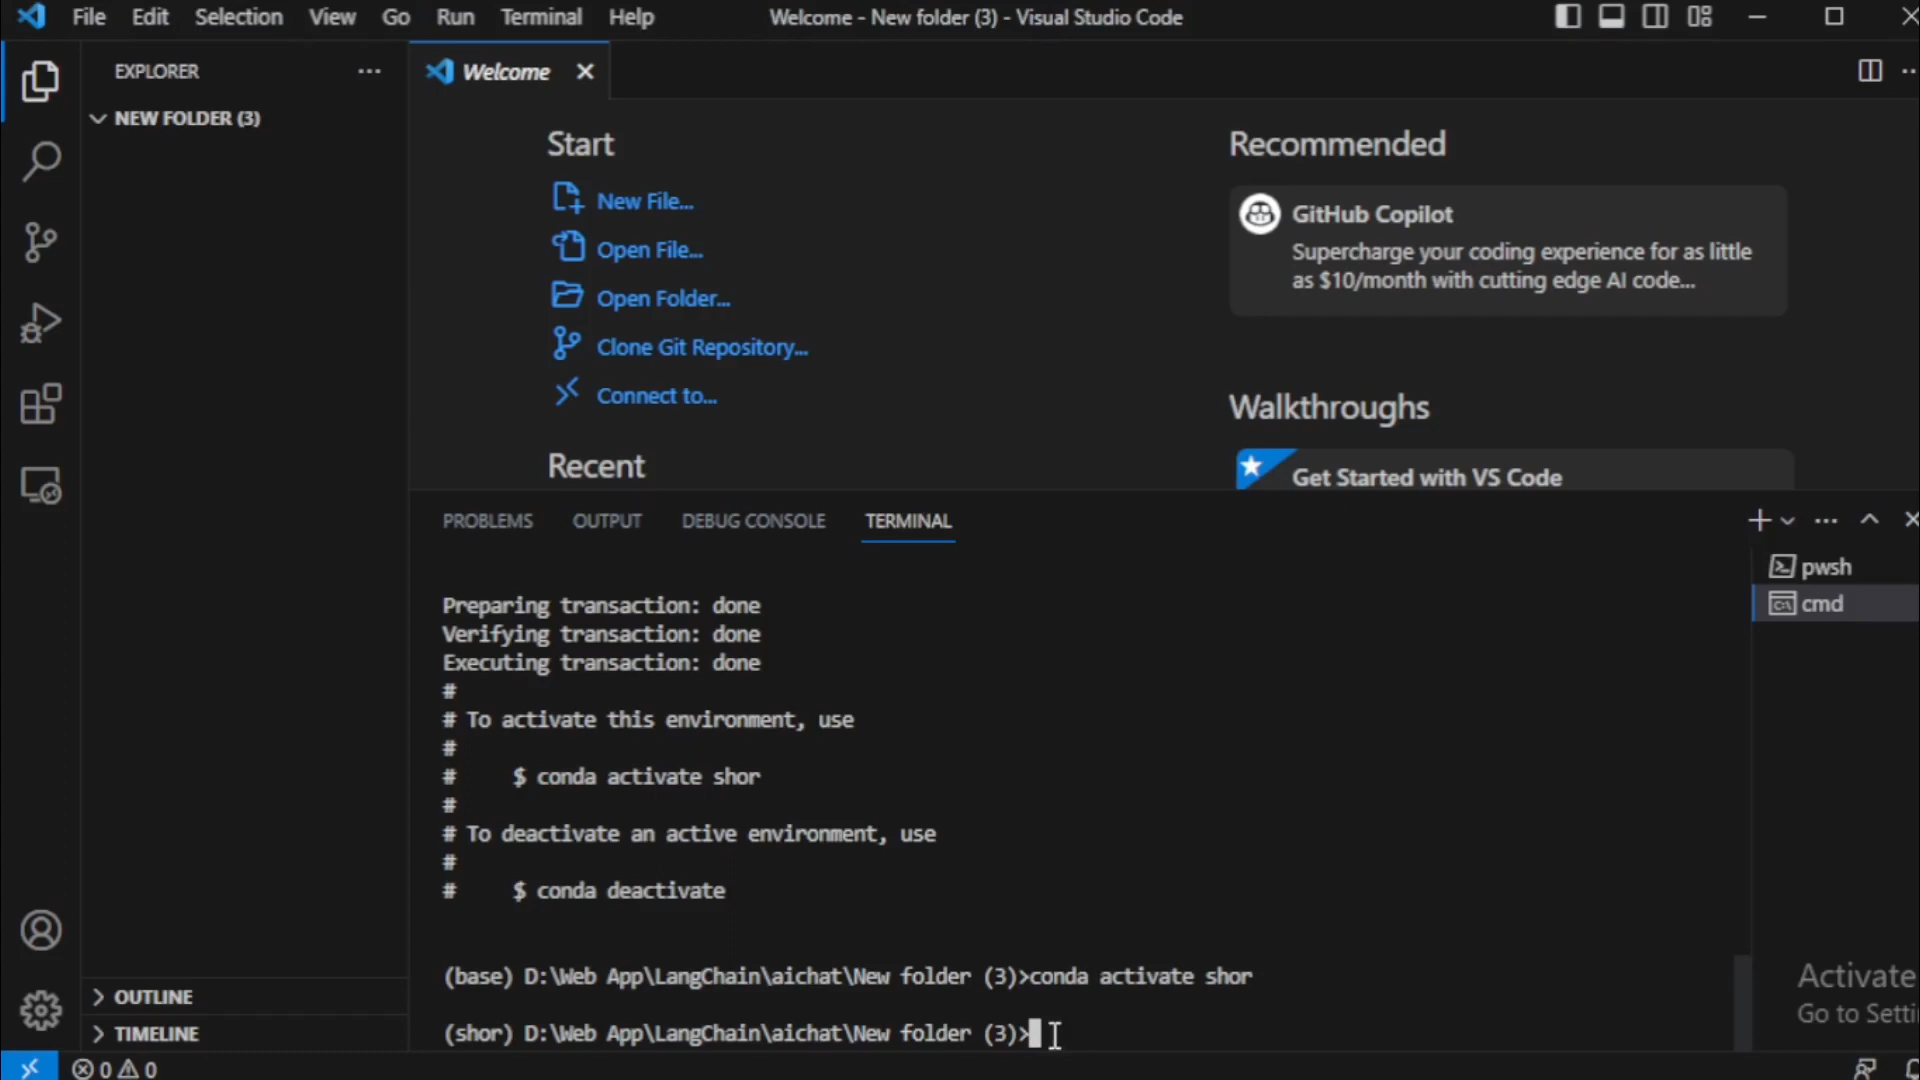 File Edit Selection View Go Run Terminal Help
Welcome - New folder (3) - Visual Studio Code
EXPLORER
NEW FOLDER (3)
Welcome
Start
New File...
Open File...
Open Folder...
Clone Git Repository...
Connect to...
Recent
Recommended
GitHub Copilot
Supercharge your coding experience for as little
as $10/month with cutting edge AI code...
Walkthroughs
Get Started with VS Code
PROBLEMS OUTPUT DEBUG CONSOLE TERMINAL
pwsh
cmd
Preparing transaction: done
Verifying transaction: done
Executing transaction: done
#
# To activate this environment, use
#
#     $ conda activate shor
#
# To deactivate an active environment, use
#
#     $ conda deactivate
(base) D:\Web App\LangChain\aichat\New folder (3)>conda activate shor
(shor) D:\Web App\LangChain\aichat\New folder (3)>
Activate
Go to Setti
OUTLINE
TIMELINE
0 0